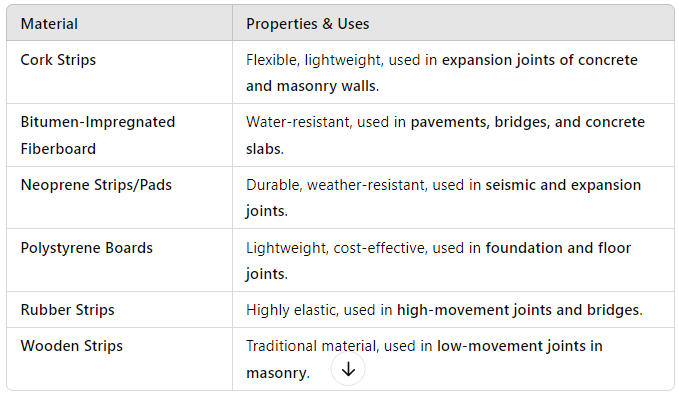 Material Properties & Uses
Cork Strips Flexible, lightweight, used in expansion joints of concrete
and masonry walls.
Bitumen-Impregnated Water-resistant, used in pavements, bridges, and concrete
Fiberboard slabs.
Neoprene Strips/Pads Durable, weather-resistant, used in seismic and expansion
joints.
Polystyrene Boards Lightweight, cost-effective, used in foundation and floor
joints.
Rubber Strips Highly elastic, used in high-movement joints and bridges.
Wooden Strips Traditional material, used in low-movement joints in
masonry.